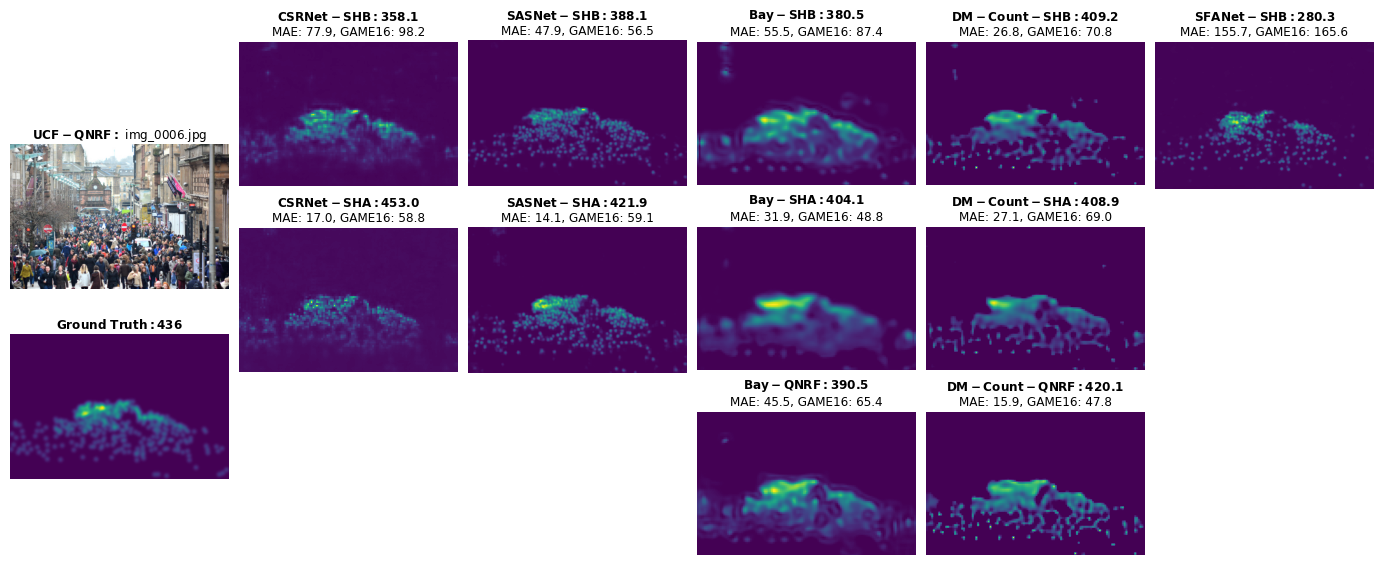 UCF − QNRF: img_0006.jpg
Ground Truth: 436
CSRNet − SHB: 358.1
MAE: 77.9, GAME16: 98.2
SASNet − SHB: 388.1
MAE: 47.9, GAME16: 56.5
Bay − SHB: 380.5
MAE: 55.5, GAME16: 87.4
DM − Count − SHB: 409.2
MAE: 26.8, GAME16: 70.8
SFANet − SHB: 280.3
MAE: 155.7, GAME16: 165.6
CSRNet − SHA: 453.0
MAE: 17.0, GAME16: 58.8
SASNet − SHA: 421.9
MAE: 14.1, GAME16: 59.1
Bay − SHA: 404.1
MAE: 31.9, GAME16: 48.8
DM − Count − SHA: 408.9
MAE: 27.1, GAME16: 69.0
Bay − QNRF: 390.5
MAE: 45.5, GAME16: 65.4
DM − Count − QNRF: 420.1
MAE: 15.9, GAME16: 47.8